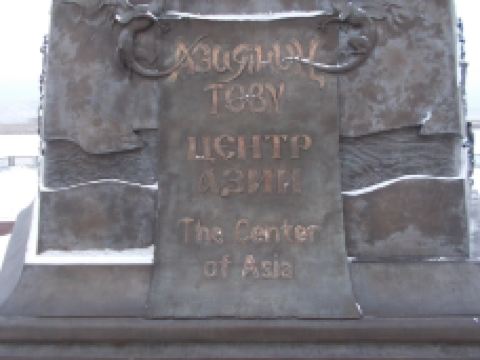 Азияның
Төвү
ЦЕНТР
АЗИИ
The Center
of Asia